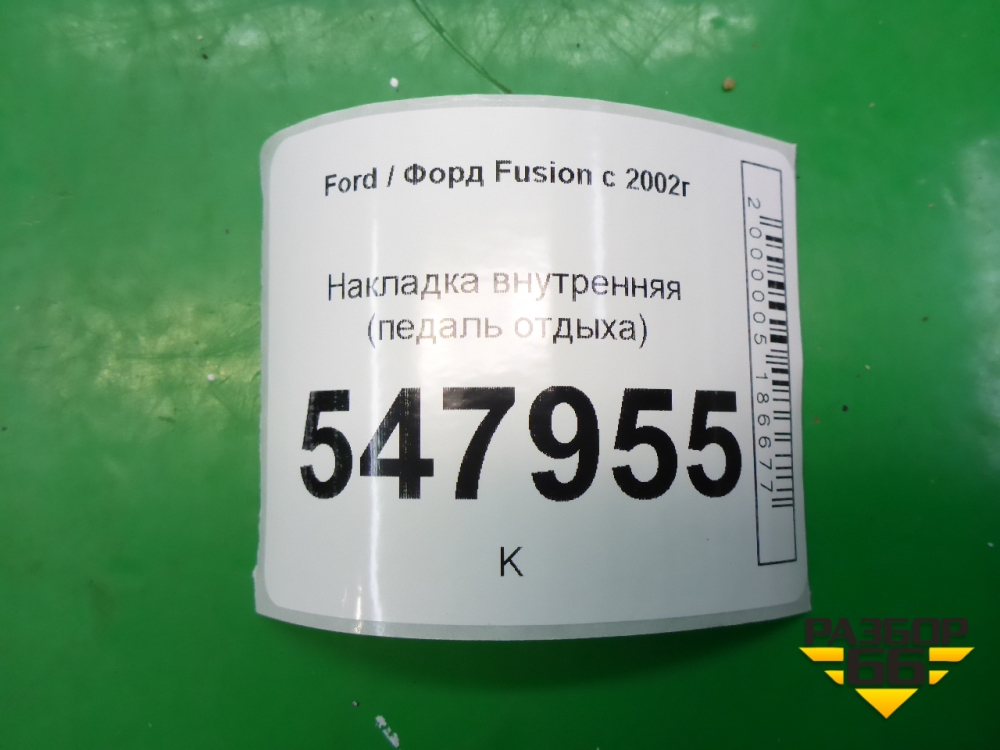 Ford / Форд Fusion с 2002г
Накладка внутренняя
(педаль отдыха)
547955
К
2000005186677
РАЗБОР
66